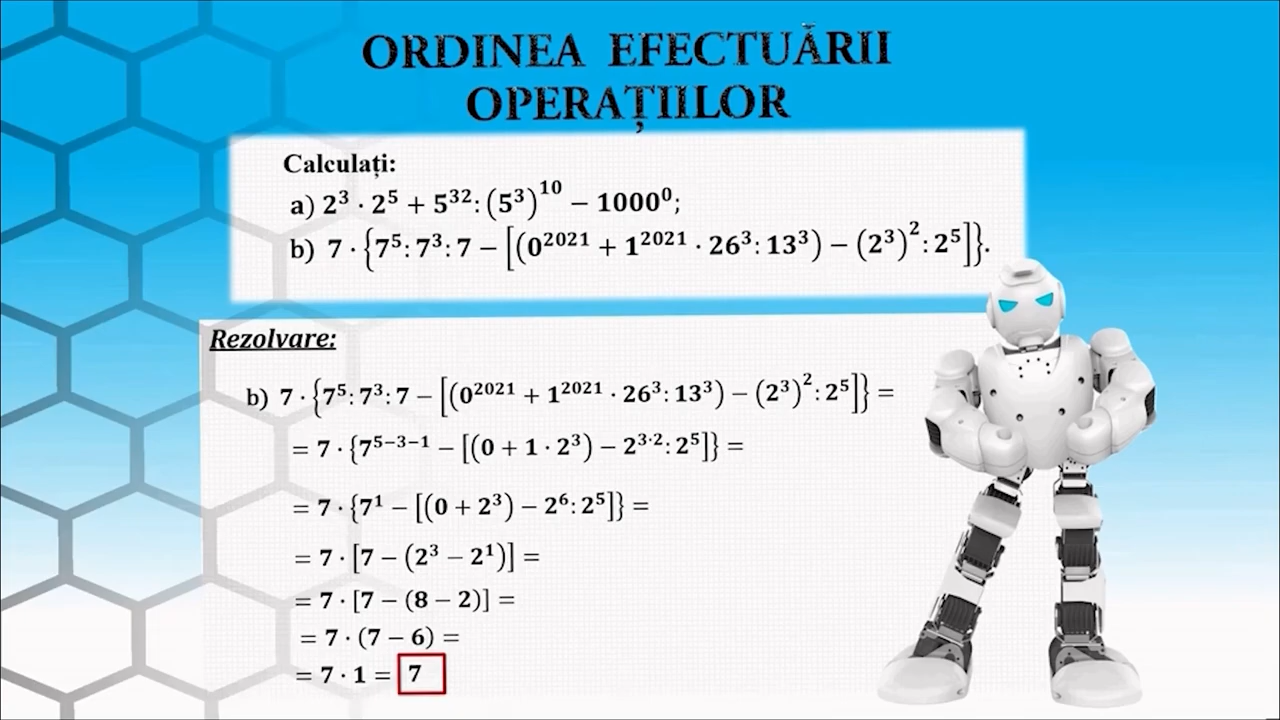 ORDINEA EFECTUĂRII
OPERAȚIILOR
Calculați:
a) 2³ · 2⁵ + 5³² : (5³)¹⁰ − 1000⁰;
b) 7 · {7⁵ : 7³ : 7 − [(0²⁰²¹ + 1²⁰²¹ · 26³ : 13³) − (2³)² : 2⁵]}.
Rezolvare:
b) 7 · {7⁵ : 7³ : 7 − [(0²⁰²¹ + 1²⁰²¹ · 26³ : 13³) − (2³)² : 2⁵]} =
= 7 · {7⁵⁻³⁻¹ − [(0 + 1 · 2³) − 2³·² : 2⁵]} =
= 7 · {7¹ − [(0 + 2³) − 2⁶ : 2⁵]} =
= 7 · [7 − (2³ − 2¹)] =
= 7 · [7 − (8 − 2)] =
= 7 · (7 − 6) =
= 7 · 1 = 7